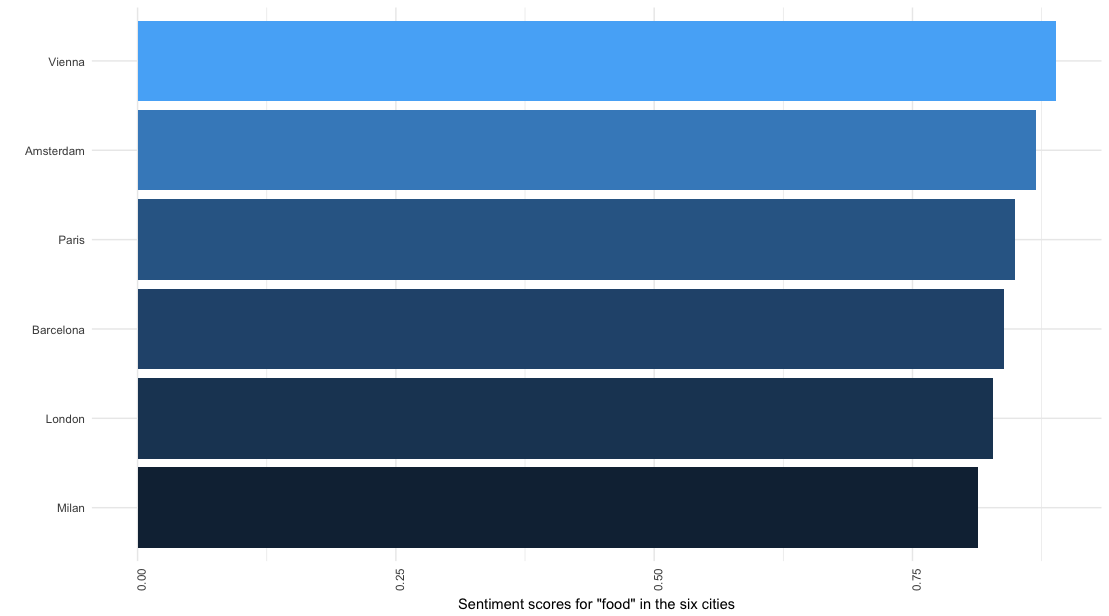 Vienna
Amsterdam
Paris
Barcelona
London
Milan
0.00
0.25
0.50
0.75
Sentiment scores for "food" in the six cities